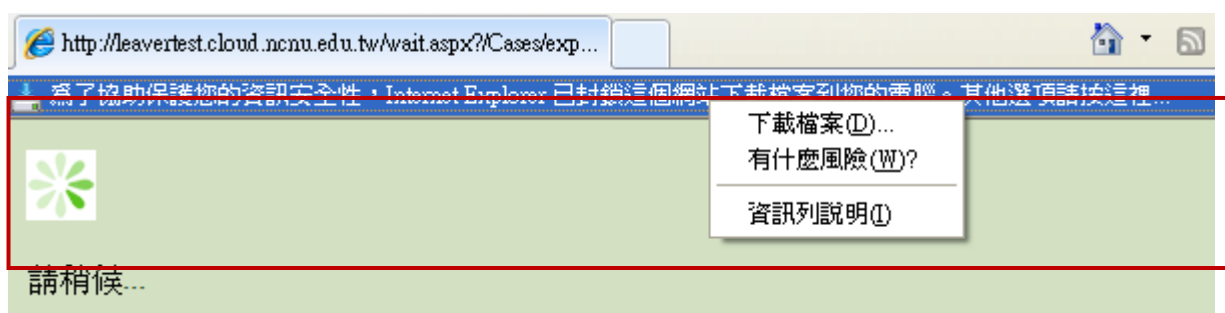 http://leavertest.cloud.ncnu.edu.tw/wait.aspx?/Cases/exp...
為了協助保護您的資訊安全性，Internet Explorer 已封鎖這個網站下載檔案到您的電腦。其他選項請按這裡...
下載檔案(D)...
有什麼風險(W)?
資訊列說明(I)
請稍候...